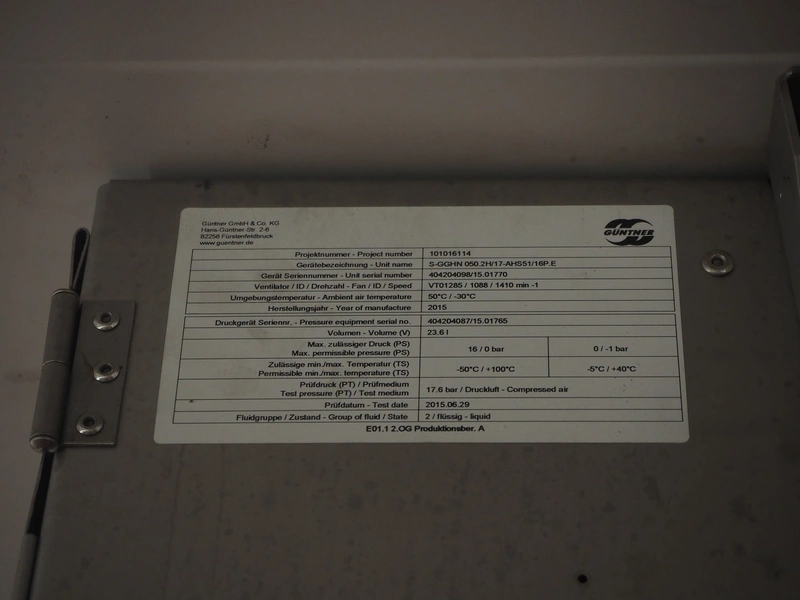 Güntner GmbH & Co. KG
Hans-Güntner-Str. 2-6
82256 Fürstenfeldbruck
www.guentner.de
GÜNTNER
Projektnummer - Project number 101016114
Gerätebezeichnung - Unit name S-GGHN 050.2H/17-AHS51/16P.E
Gerät Seriennummer - Unit serial number 404204098/15.01770
Ventilator / ID / Drehzahl - Fan / ID / Speed VT01285 / 1088 / 1410 min -1
Umgebungstemperatur - Ambient air temperature 50°C / -30°C
Herstellungsjahr - Year of manufacture 2015
Druckgerät Seriennr. - Pressure equipment serial no. 404204087/15.01765
Volumen - Volume (V) 23.6 l
Max. zulässiger Druck (PS)
Max. permissible pressure (PS) 16 / 0 bar 0 / -1 bar
Zulässige min./max. Temperatur (TS)
Permissible min./max. temperature (TS) -50°C / +100°C -5°C / +40°C
Prüfdruck (PT) / Prüfmedium
Test pressure (PT) / Test medium 17.6 bar / Druckluft - Compressed air
Prüfdatum - Test date 2015.06.29
Fluidgruppe / Zustand - Group of fluid / State 2 / flüssig - liquid
E01.1 2.OG Produktionsber. A